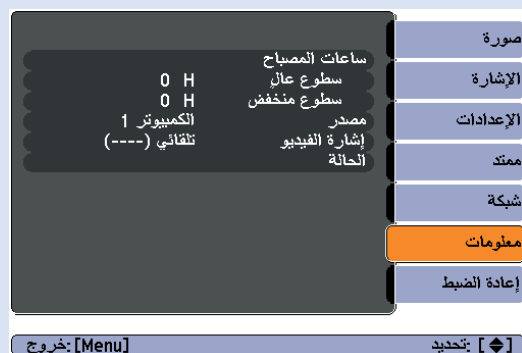 صورة
الإشارة
الإعدادات
ممتد
شبكة
معلومات
إعادة الضبط
ساعات المصباح
سطوع عالٍ 0 H
سطوع منخفض 0 H
مصدر الكمبيوتر 1
إشارة الفيديو تلقائي (----)
الحالة
[♦] :تحديد [Menu] :خروج